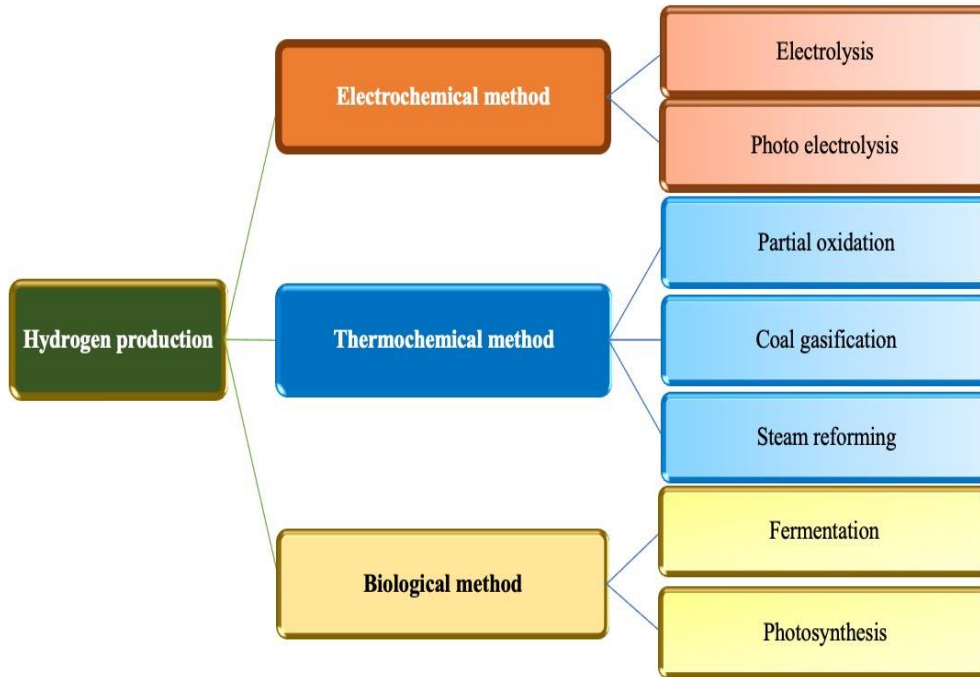 Hydrogen production
Electrochemical method
Electrolysis
Photo electrolysis
Thermochemical method
Partial oxidation
Coal gasification
Steam reforming
Biological method
Fermentation
Photosynthesis